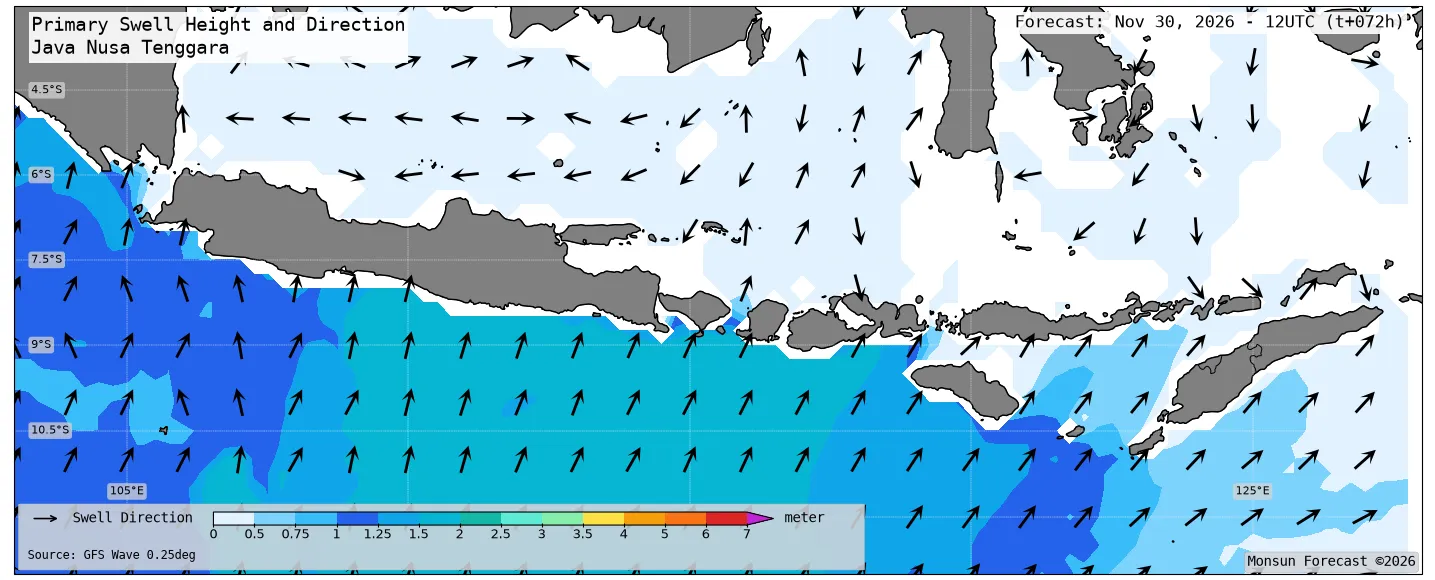 Primary Swell Height and Direction
Java Nusa Tenggara
Forecast: Nov 30, 2026 - 12UTC (t+072h)
4.5°S
6°S
7.5°S
9°S
10.5°S
105°E
125°E
Swell Direction
0 0.5 0.75 1 1.25 1.5 2 2.5 3 3.5 4 5 6 7
meter
Source: GFS Wave 0.25deg
Monsun Forecast ©2026